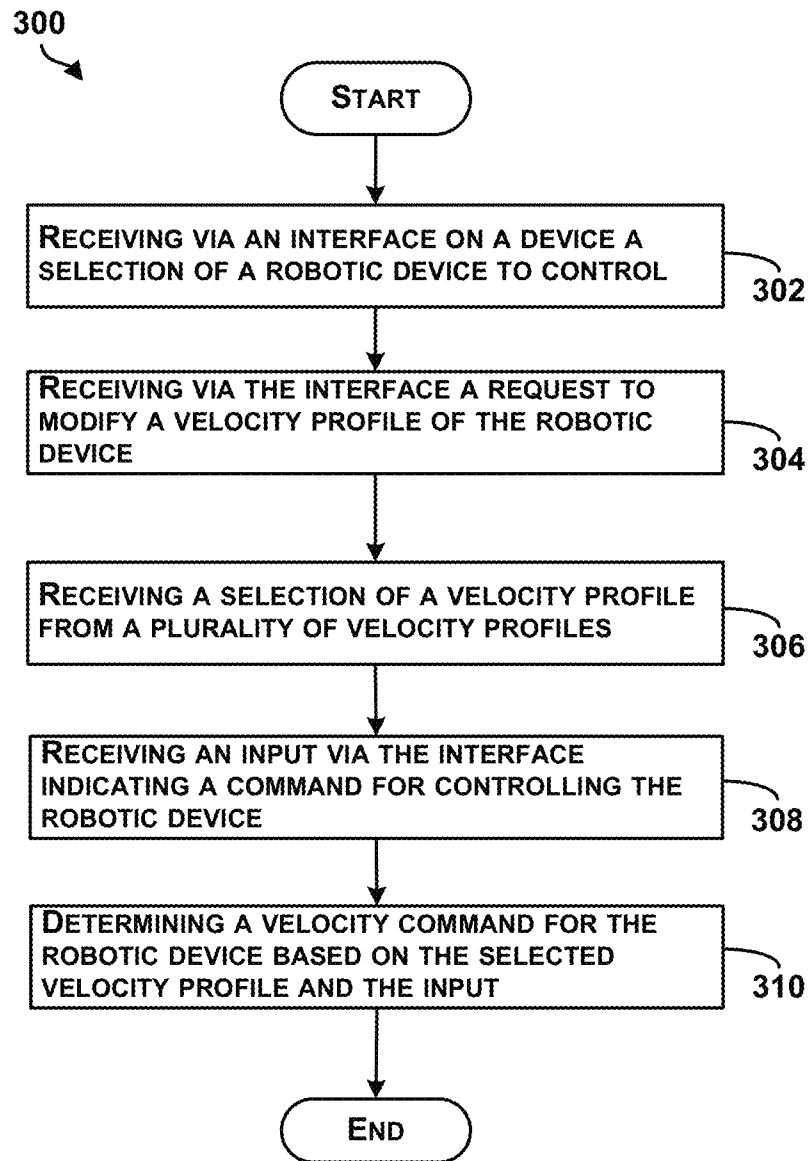 300
START
RECEIVING VIA AN INTERFACE ON A DEVICE A
SELECTION OF A ROBOTIC DEVICE TO CONTROL
302
RECEIVING VIA THE INTERFACE A REQUEST TO
MODIFY A VELOCITY PROFILE OF THE ROBOTIC
DEVICE
304
RECEIVING A SELECTION OF A VELOCITY PROFILE
FROM A PLURALITY OF VELOCITY PROFILES
306
RECEIVING AN INPUT VIA THE INTERFACE
INDICATING A COMMAND FOR CONTROLLING THE
ROBOTIC DEVICE
308
DETERMINING A VELOCITY COMMAND FOR THE
ROBOTIC DEVICE BASED ON THE SELECTED
VELOCITY PROFILE AND THE INPUT
310
END